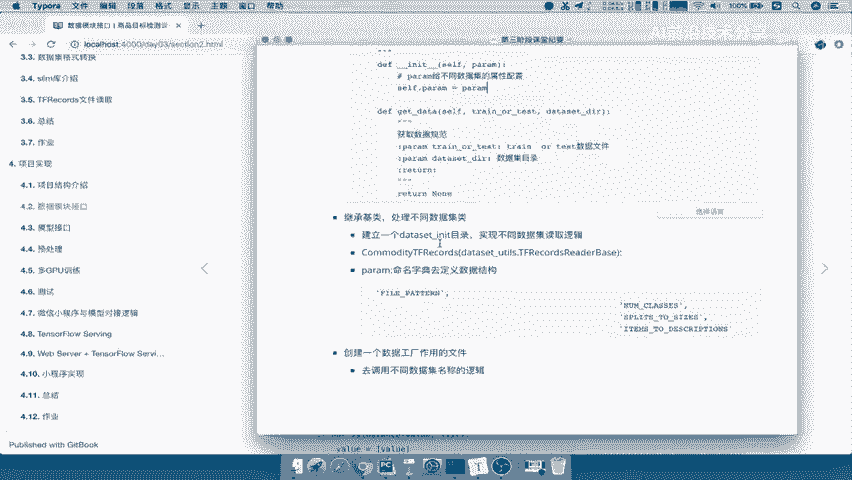 Typora 文件 编辑 段落 格式 显示 主题 窗口 帮助
100%
数据模块接口 | 商品目标检测
localhost:4000/day03/section2.html
第三阶段课堂纪要
3.3. 数据集格式转换
3.4. slim库介绍
3.5. TFRecords文件读取
3.6. 总结
3.7. 作业
4. 项目实现
4.1. 项目结构介绍
4.2. 数据模块接口
4.3. 模型接口
4.4. 预处理
4.5. 多GPU训练
4.6. 测试
4.7. 微信小程序与模型对接逻辑
4.8. TensorFlow Serving
4.9. Web Server + TensorFlow Servi...
4.10. 小程序实现
4.11. 总结
4.12. 作业
Published with GitBook
"""
def __init__(self, param):
# param给不同数据集的属性配置
self.param = param
def get_data(self, train_or_test, dataset_dir):
"""
获取数据规范
:param train_or_test: train or test数据文件
:param dataset_dir: 数据集目录
:return:
"""
return None
选择语言
继承基类，处理不同数据集类
建立一个dataset_init目录，实现不同数据集读取逻辑
CommodityTFRecords(dataset_utils.TFRecordsReaderBase):
param:命名字典去定义数据结构
'FILE_PATTERN',
'NUM_CLASSES',
'SPLITS_TO_SIZES',
'ITEMS_TO_DESCRIPTIONS'
创建一个数据工厂作用的文件
去调用不同数据集名称的逻辑
value = [value]